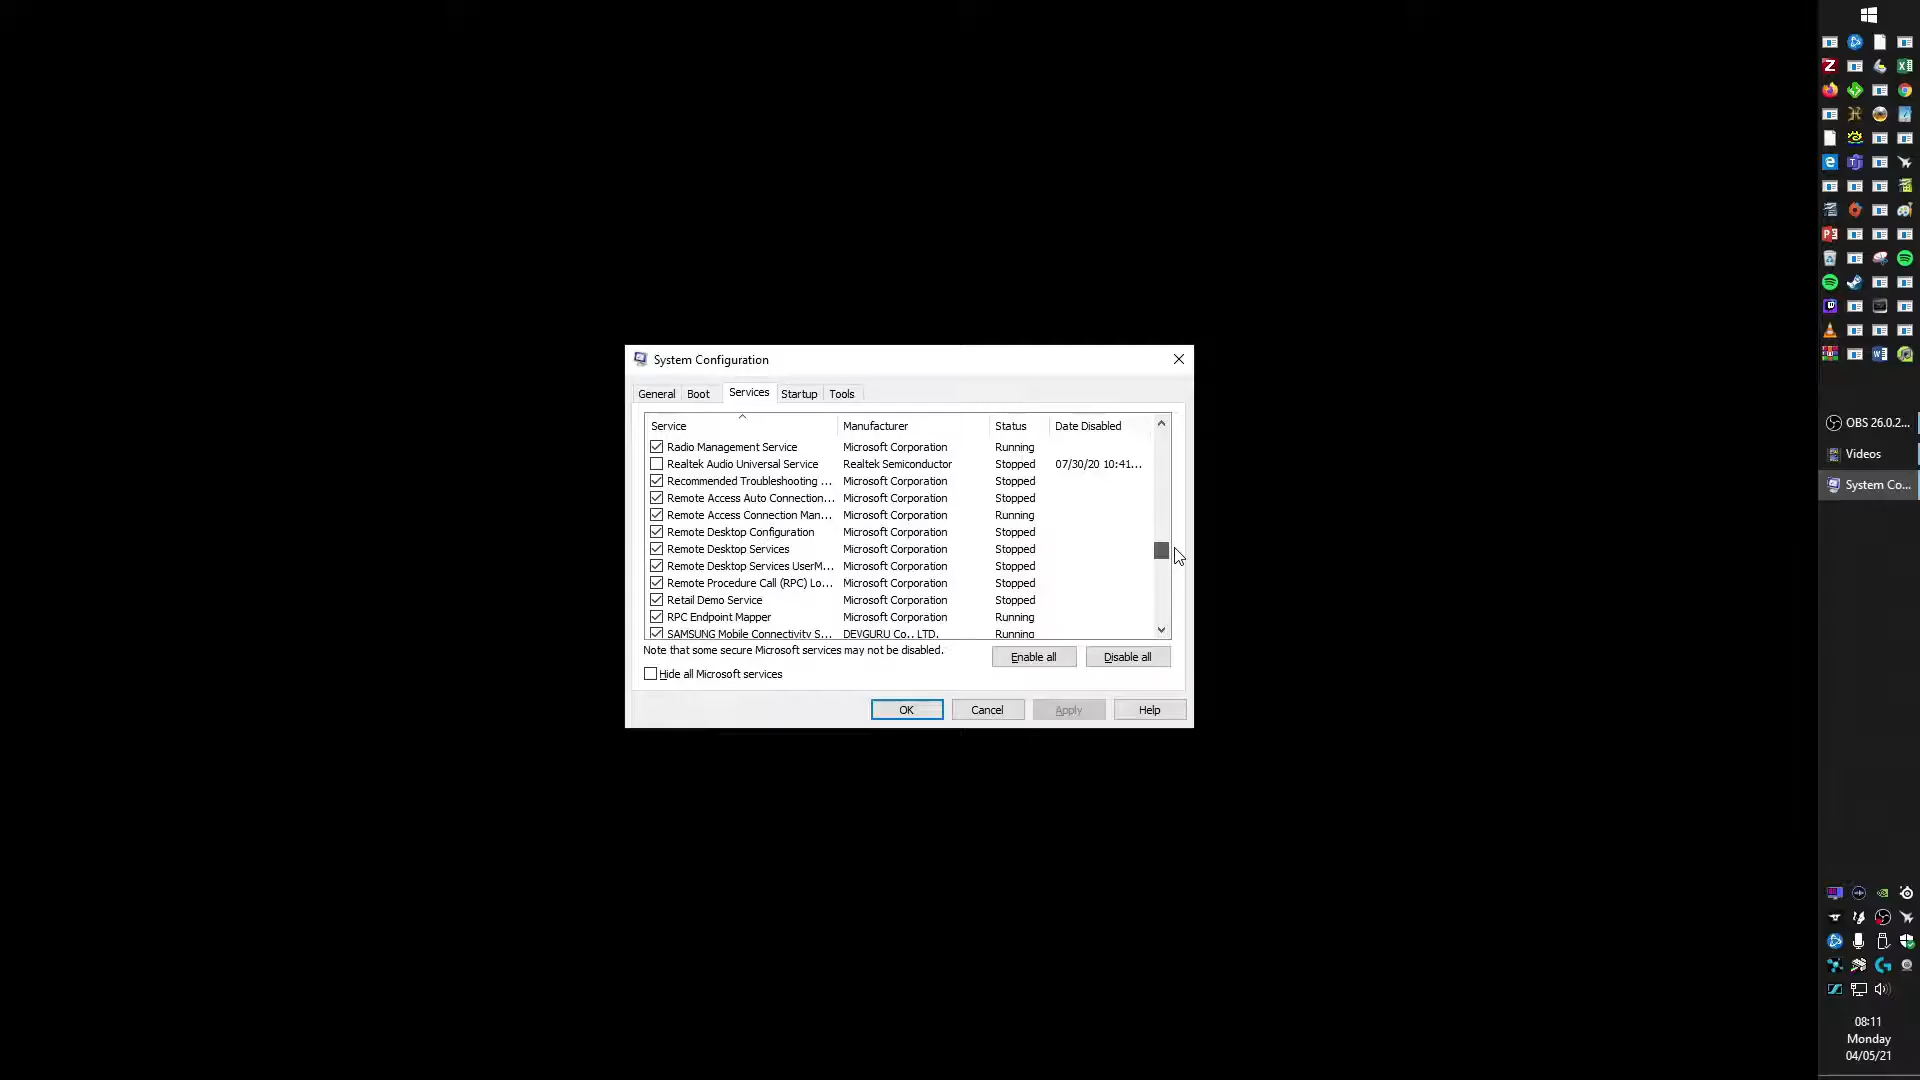 System Configuration
General Boot Services Startup Tools
Service Manufacturer Status Date Disabled
Radio Management Service Microsoft Corporation Running
Realtek Audio Universal Service Realtek Semiconductor Stopped 07/30/20 10:41...
Recommended Troubleshooting ... Microsoft Corporation Stopped
Remote Access Auto Connection... Microsoft Corporation Stopped
Remote Access Connection Man... Microsoft Corporation Running
Remote Desktop Configuration Microsoft Corporation Stopped
Remote Desktop Services Microsoft Corporation Stopped
Remote Desktop Services UserM... Microsoft Corporation Stopped
Remote Procedure Call (RPC) Lo... Microsoft Corporation Stopped
Retail Demo Service Microsoft Corporation Stopped
RPC Endpoint Mapper Microsoft Corporation Running
SAMSUNG Mobile Connectivity S... DEVGURU Co., LTD. Running
Note that some secure Microsoft services may not be disabled.
Enable all Disable all
Hide all Microsoft services
OK Cancel Apply Help
OBS 26.0.2...
Videos
System Co...
08:11
Monday
04/05/21